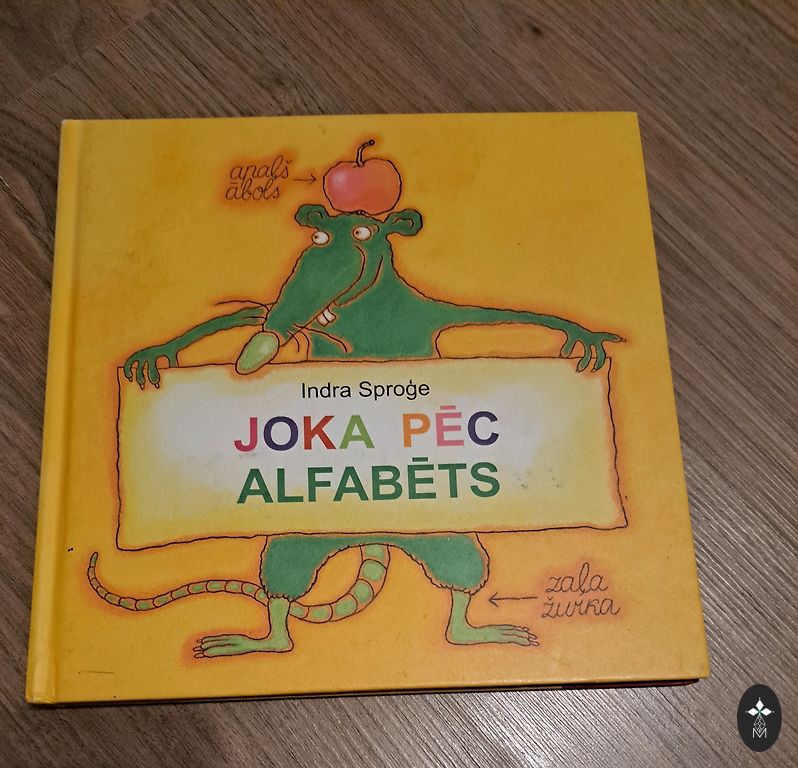 apaļš
ābols
Indra Sproģe
JOKA PĒC
ALFABĒTS
zaļa
žurka
M